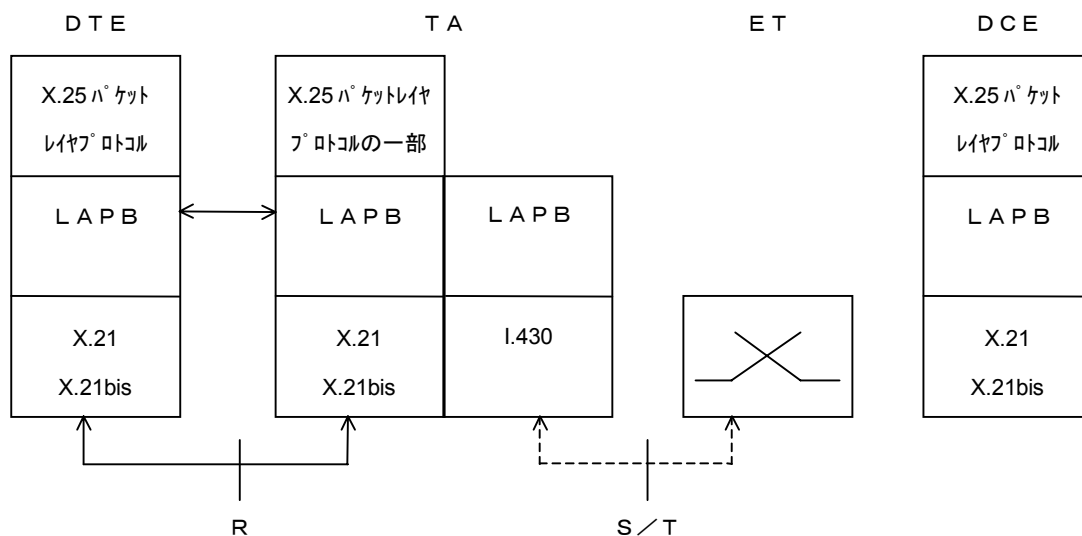 ＤＴＥ
ＴＡ
ＥＴ
ＤＣＥ
X.25 ﾊﾟｹｯﾄ
ﾚｲﾔﾌﾟﾛﾄｺﾙ
X.25 ﾊﾟｹｯﾄﾚｲﾔ
ﾌﾟﾛﾄｺﾙの一部
X.25 ﾊﾟｹｯﾄ
ﾚｲﾔﾌﾟﾛﾄｺﾙ
ＬＡＰＢ
ＬＡＰＢ
ＬＡＰＢ
ＬＡＰＢ
X.21
X.21bis
X.21
X.21bis
I.430
X.21
X.21bis
Ｒ
Ｓ／Ｔ